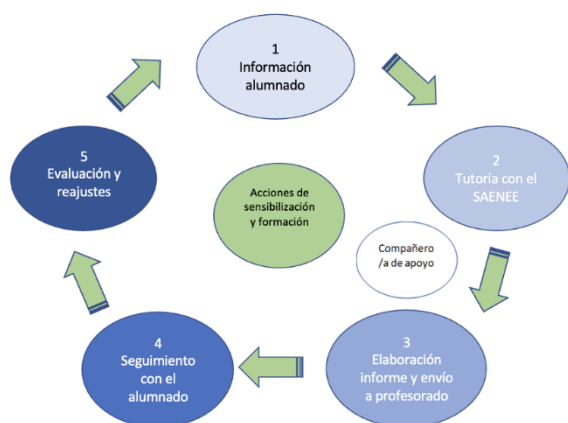 1
Información
alumnado
2
Tutoría con el
SAENEE
Compañero
/a de apoyo
3
Elaboración
informe y envío
a profesorado
4
Seguimiento
con el
alumnado
5
Evaluación y
reajustes
Acciones de
sensibilización
y formación